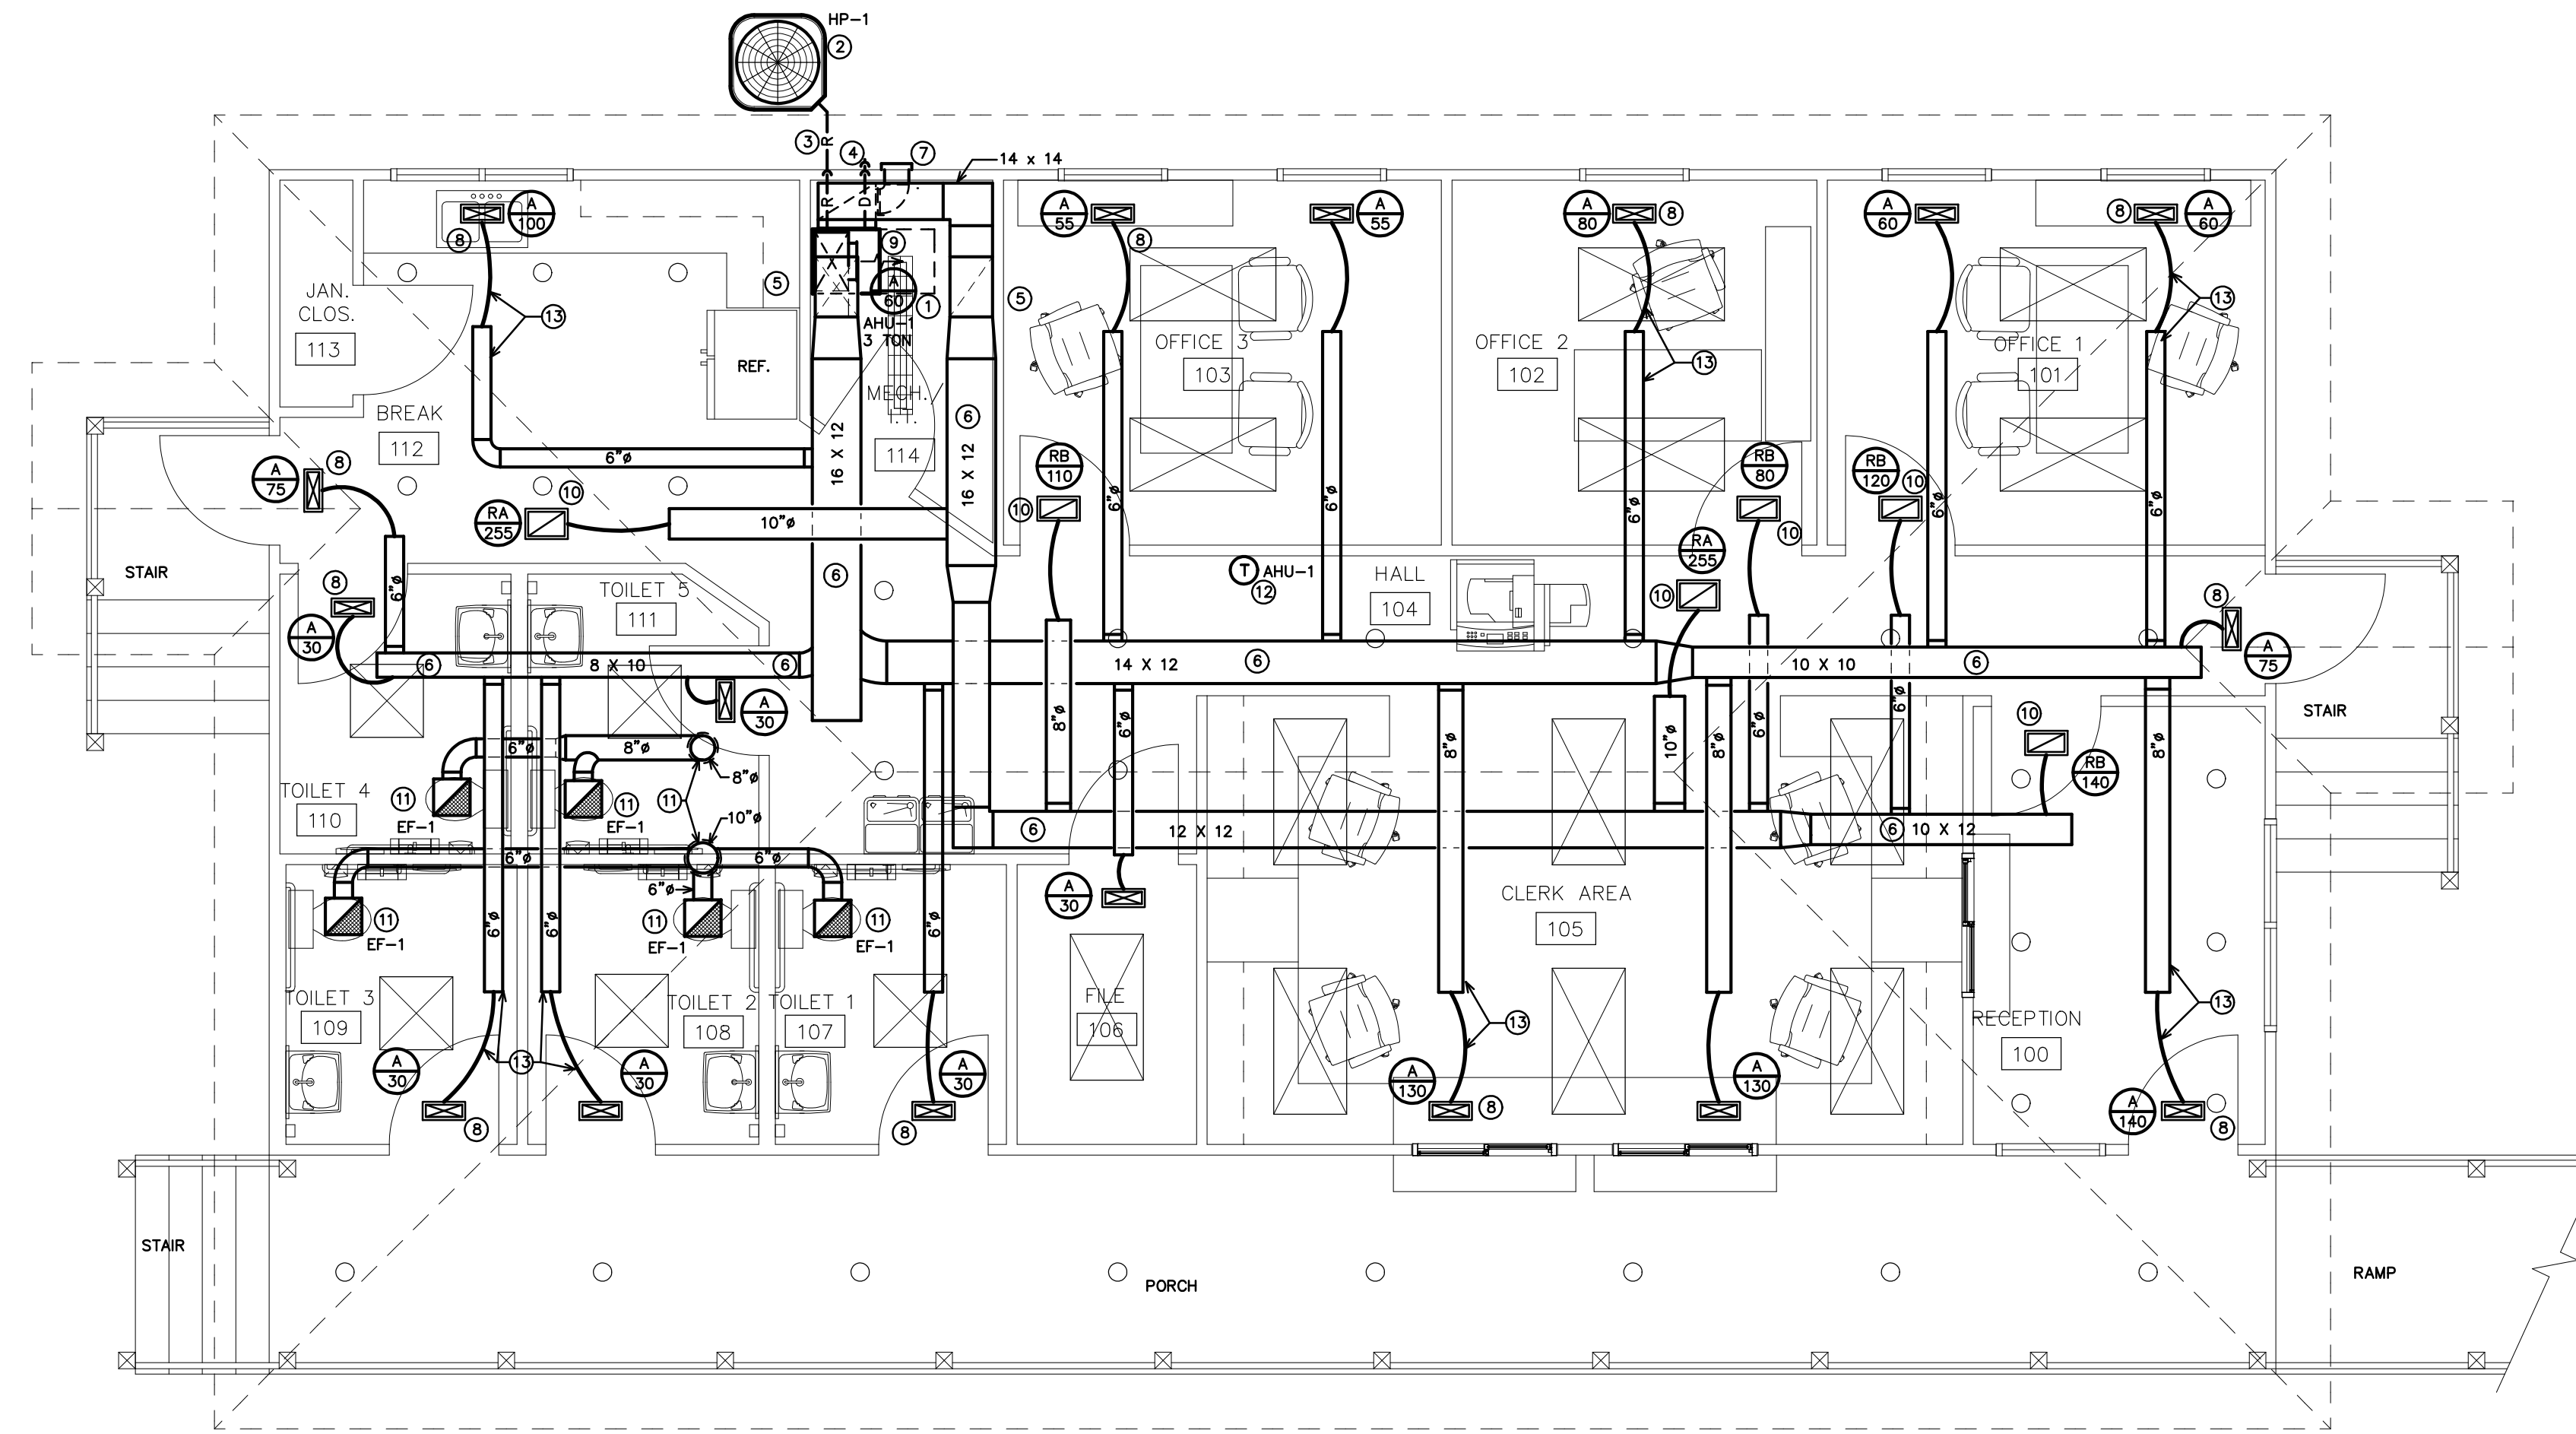 HP-1
2
3
R
4
7
14 x 14
R
D
A
100
8
9
A
60
1
AHU-1
3 TON
5
A
55
8
A
55
A
80
8
A
60
8
A
60
JAN.
CLOS.
113
13
REF.
5
OFFICE 3
103
OFFICE 2
102
13
OFFICE 1
101
13
BREAK
112
MECH.
114
6
16 X 12
16 X 12
6"ø
A
75
8
10
RA
255
10"ø
RB
110
10
6"ø
6"ø
6"ø
RB
80
10
RB
120
10
6"ø
6"ø
STAIR
8
A
30
6"ø
TOILET 5
111
6
T AHU-1
12
HALL
104
RA
255
10
8
A
75
6
8 X 10
6
14 X 12
6
10 X 10
6
A
30
8"ø
6"ø
8"ø
10"ø
8"ø
6"ø
6"ø
10
RB
140
8"ø
STAIR
6"ø
8"ø
8"ø
TOILET 4
110
11
EF-1
11
EF-1
11
10"ø
6
12 X 12
6
10 X 12
6"ø
6"ø
6"ø
11
EF-1
11
EF-1
11
EF-1
6"ø
6"ø
6"ø
A
30
CLERK AREA
105
TOILET 3
109
TOILET 2
108
TOILET 1
107
FILE
106
13
RECEPTION
100
13
A
30
13
A
30
A
30
A
130
A
130
8
8
8
A
140
8
STAIR
PORCH
RAMP